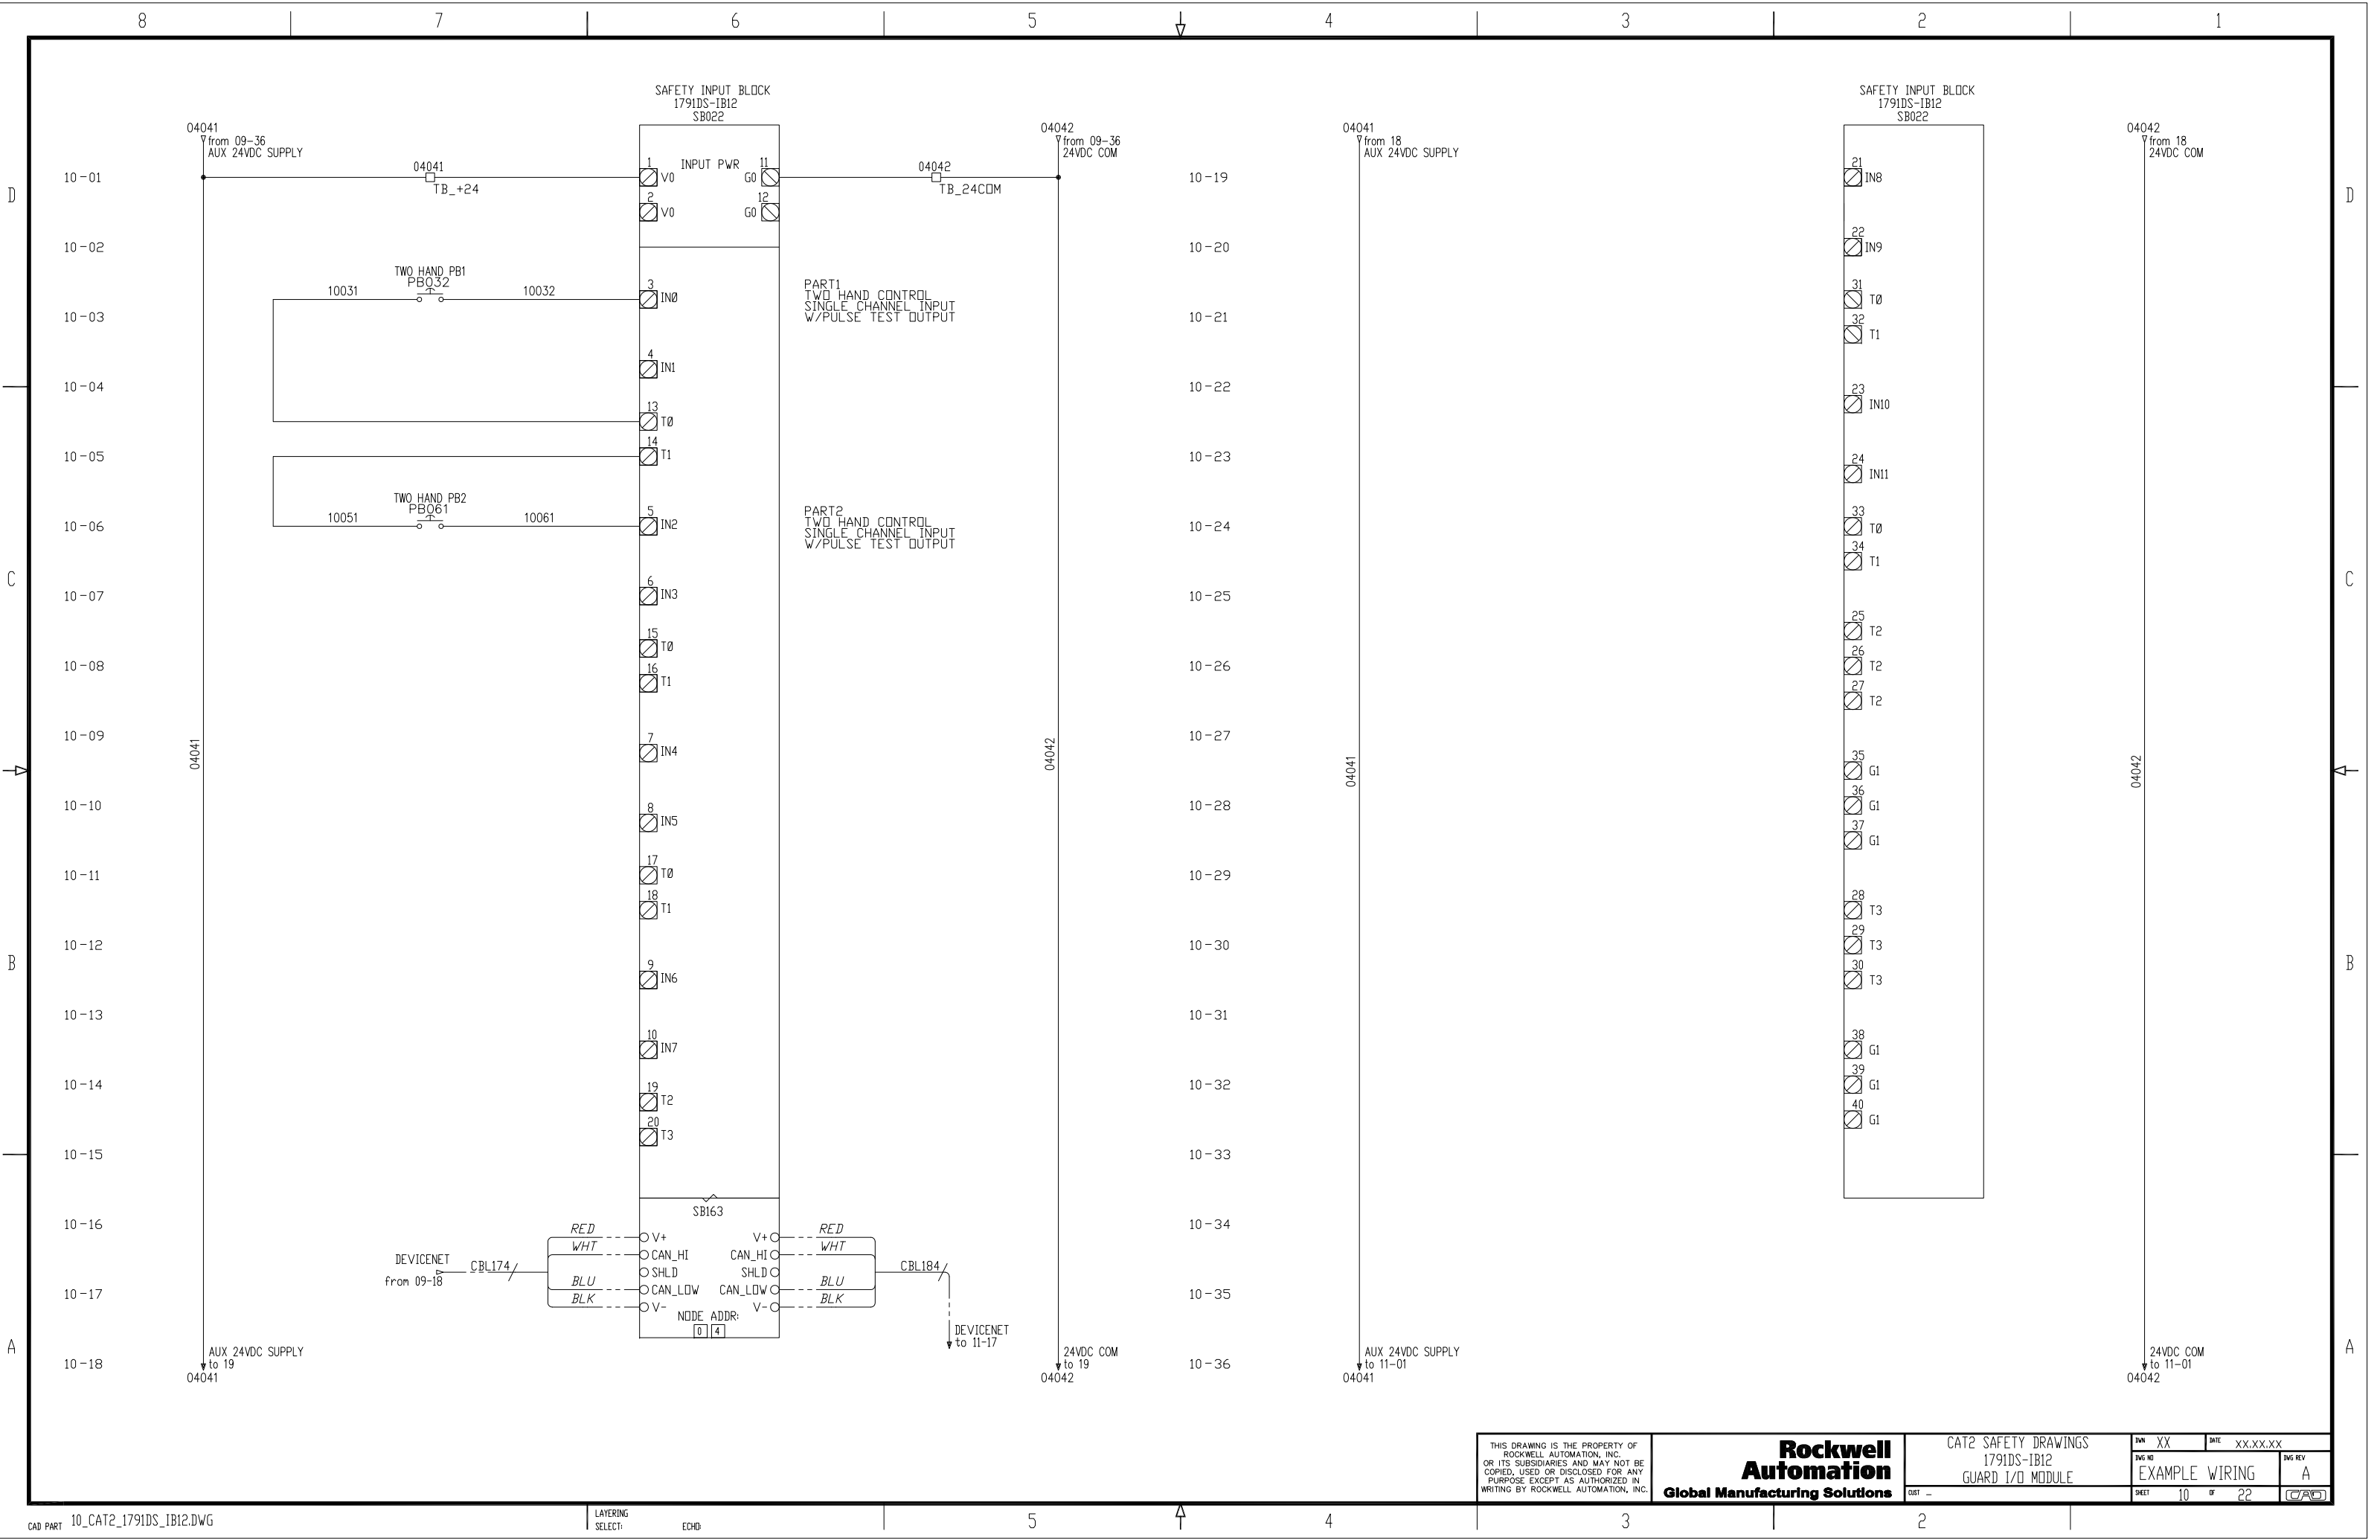 8 7 6 5 4 3 2 1
D
C
B
A
SAFETY INPUT BLOCK
1791DS-IB12
SB022
04041
from 09-36
AUX 24VDC SUPPLY
04042
from 09-36
24VDC COM
10-01
04041
TB_+24
1
V0
INPUT PWR
11
G0
04042
TB_24COM
2
V0
12
G0
10-02
TWO HAND PB1
PB032
10031
10032
3
IN0
PART1
TWO HAND CONTROL
SINGLE CHANNEL INPUT
W/PULSE TEST OUTPUT
10-03
4
IN1
10-04
13
TØ
14
T1
10-05
TWO HAND PB2
PB061
10051
10061
5
IN2
PART2
TWO HAND CONTROL
SINGLE CHANNEL INPUT
W/PULSE TEST OUTPUT
10-06
6
IN3
10-07
15
TØ
10-08
16
T1
10-09
7
IN4
04041
04042
10-10
8
IN5
10-11
17
TØ
18
T1
10-12
9
IN6
10-13
10
IN7
10-14
19
T2
20
T3
10-15
SB163
10-16
RED
WHT
BLU
BLK
DEVICENET
from 09-18
CBL174
V+
CAN_HI
SHLD
CAN_LOW
V-
V+
CAN_HI
SHLD
CAN_LOW
V-
RED
WHT
BLU
BLK
CBL184
10-17
NODE ADDR:
0 4
DEVICENET
to 11-17
10-18
AUX 24VDC SUPPLY
to 19
04041
24VDC COM
to 19
04042
SAFETY INPUT BLOCK
1791DS-IB12
SB022
04041
from 18
AUX 24VDC SUPPLY
04042
from 18
24VDC COM
10-19
21
IN8
10-20
22
IN9
31
TØ
10-21
32
T1
10-22
23
IN10
10-23
24
IN11
10-24
33
TØ
34
T1
10-25
25
T2
10-26
26
T2
27
T2
10-27
04041
04042
35
G1
10-28
36
G1
37
G1
10-29
28
T3
10-30
29
T3
30
T3
10-31
38
G1
10-32
39
G1
40
G1
10-33
10-34
10-35
10-36
AUX 24VDC SUPPLY
to 11-01
04041
24VDC COM
to 11-01
04042
D
C
B
A
THIS DRAWING IS THE PROPERTY OF
ROCKWELL AUTOMATION, INC.
OR ITS SUBSIDIARIES AND MAY NOT BE
COPIED, USED OR DISCLOSED FOR ANY
PURPOSE EXCEPT AS AUTHORIZED IN
WRITING BY ROCKWELL AUTOMATION, INC.
Rockwell
Automation
Global Manufacturing Solutions
CAT2 SAFETY DRAWINGS
1791DS-IB12
GUARD I/O MODULE
CUST -
DWN XX
DATE XX.XX.XX
DWG NO
EXAMPLE WIRING
DWG REV
A
SHEET 10 OF 22
CAD
CAD PART 10_CAT2_1791DS_IB12.DWG
LAYERING
SELECT: ECHO:
5 4 3 2